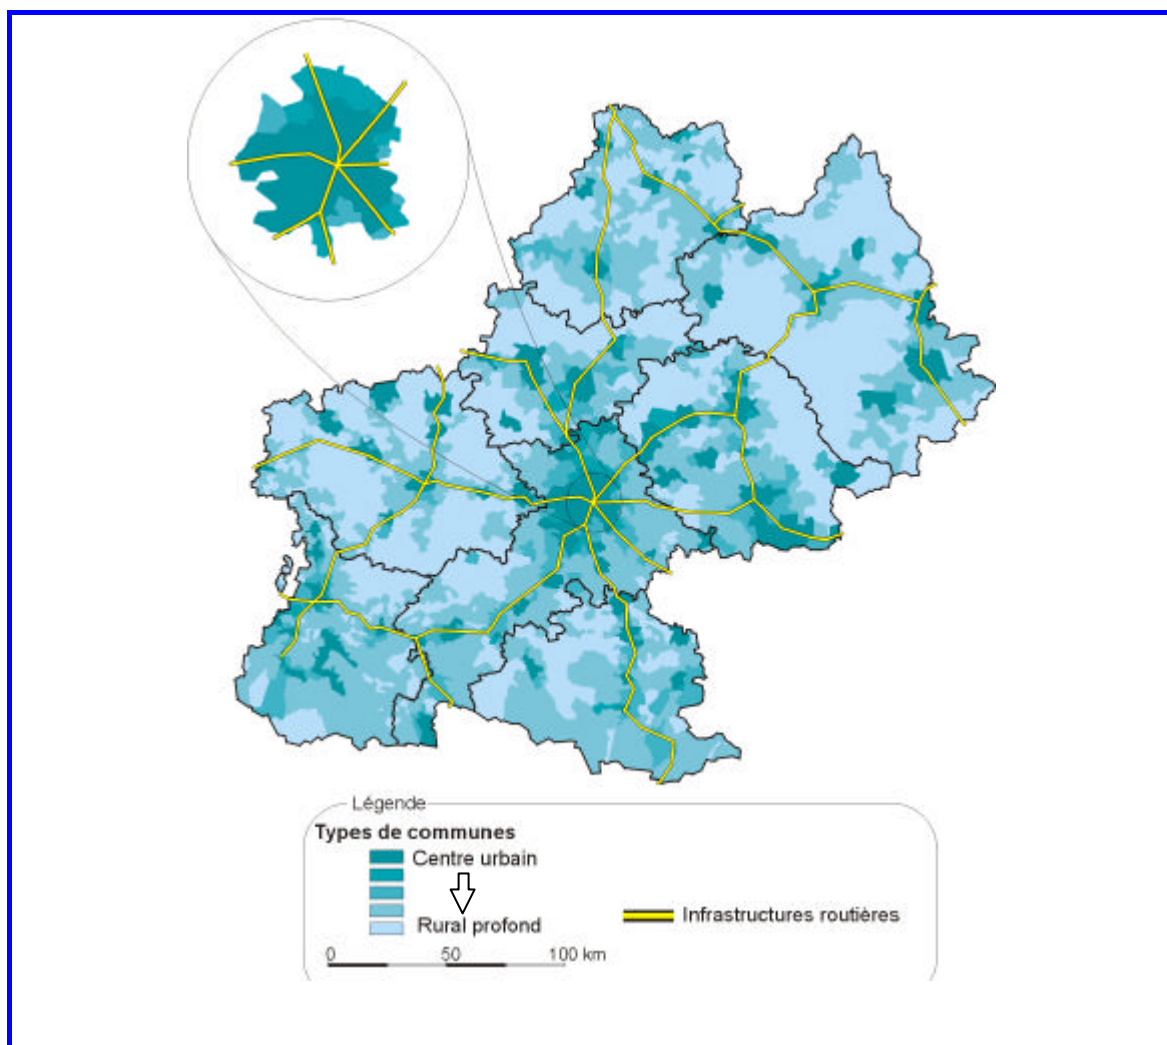 Légende
Types de communes
Centre urbain
Rural profond
Infrastructures routières
0 50 100 km